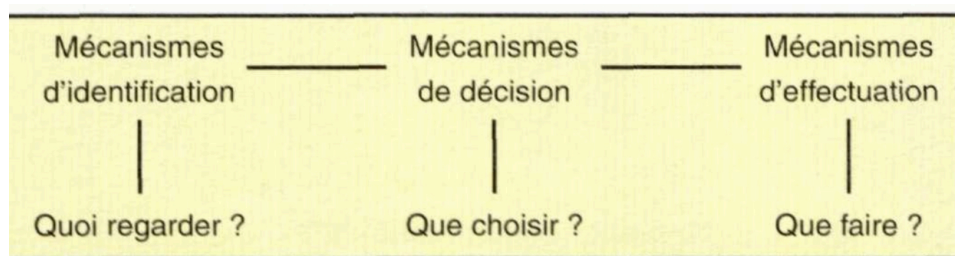 Mécanismes
d'identification
Mécanismes
de décision
Mécanismes
d'effectuation
Quoi regarder ?
Que choisir ?
Que faire ?